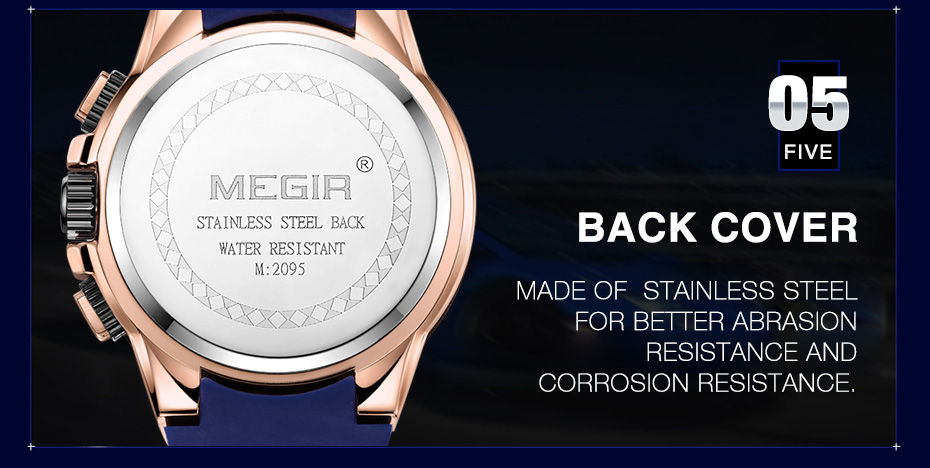 MEGIR®
STAINLESS STEEL BACK
WATER RESISTANT
M:2095
05
FIVE
BACK COVER
MADE OF STAINLESS STEEL
FOR BETTER ABRASION
RESISTANCE AND
CORROSION RESISTANCE.